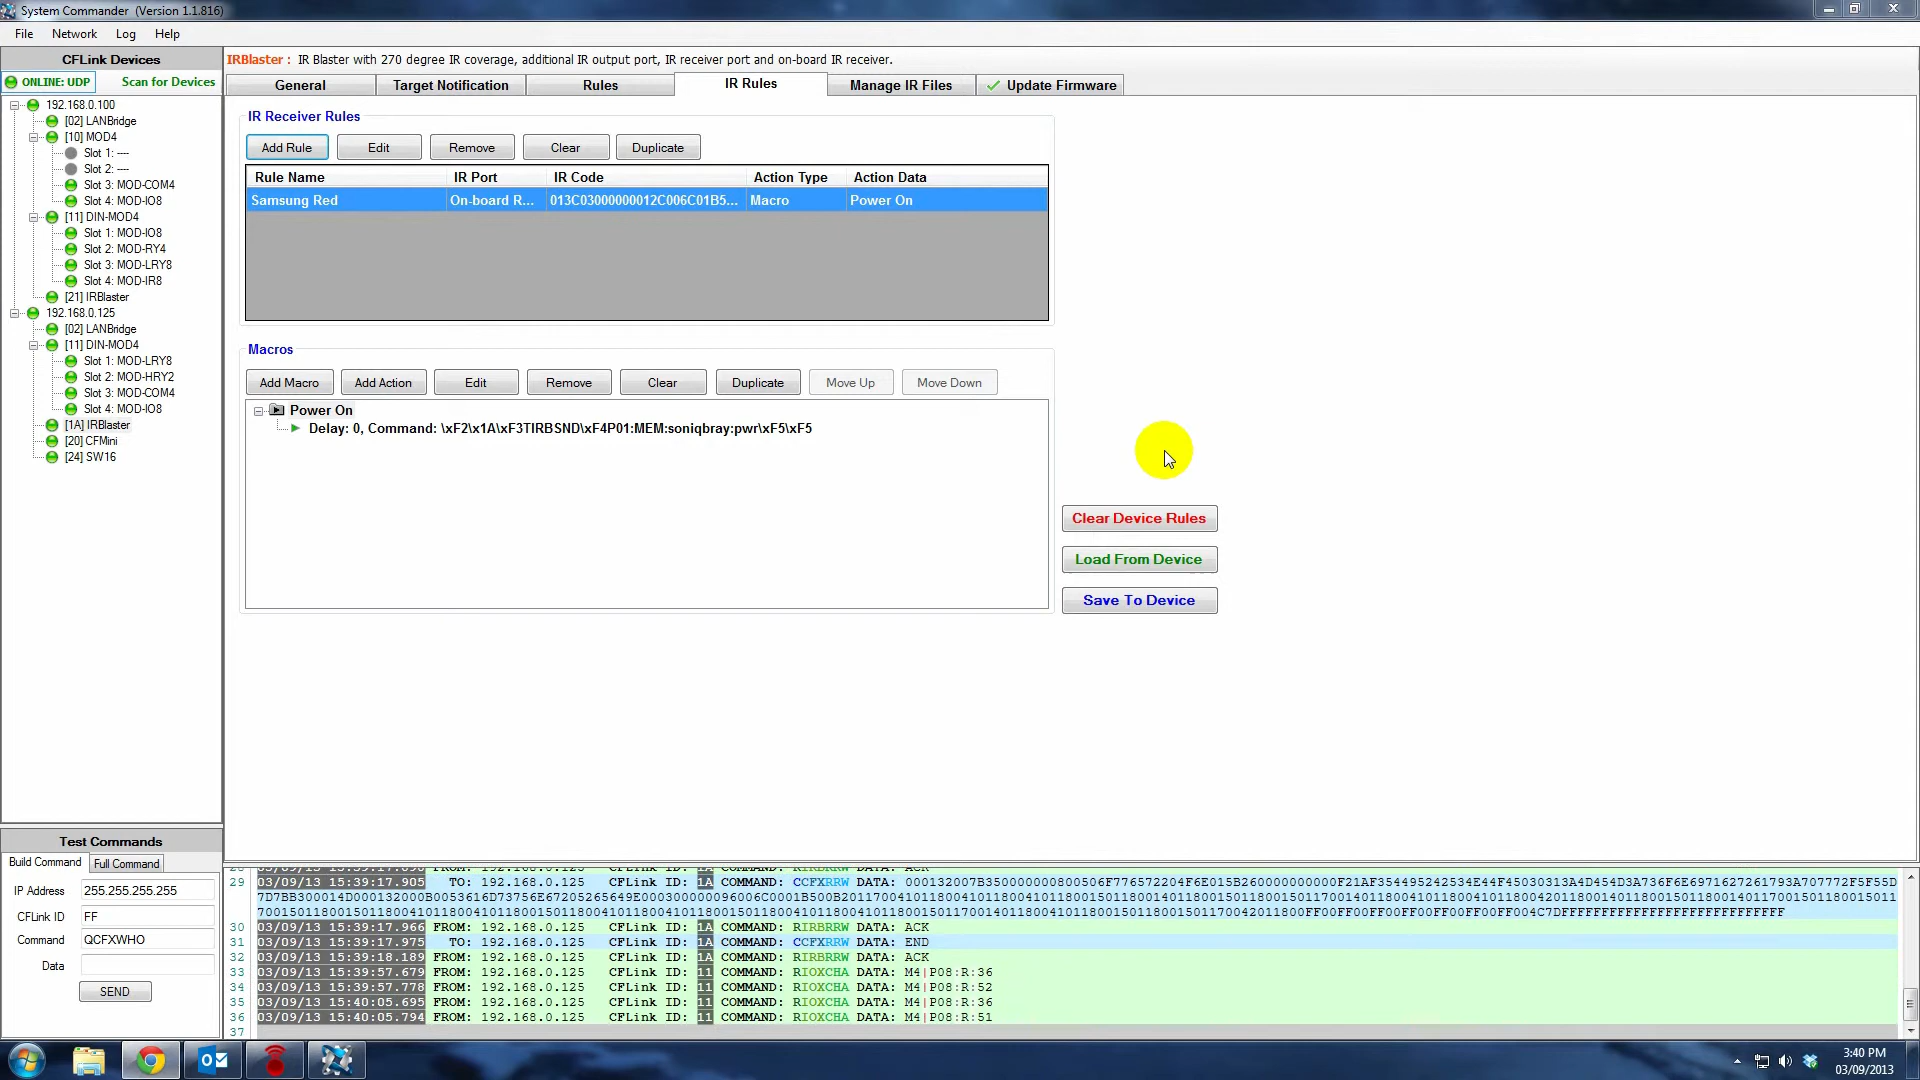 System Commander (Version 1.1.816)
File Network Log Help
CFLink Devices
ONLINE: UDP Scan for Devices
192.168.0.100
[02] LANBridge
[10] MOD4
Slot 1: ----
Slot 2: ----
Slot 3: MOD-COM4
Slot 4: MOD-IO8
[11] DIN-MOD4
Slot 1: MOD-IO8
Slot 2: MOD-RY4
Slot 3: MOD-LRY8
Slot 4: MOD-IR8
[21] IRBlaster
192.168.0.125
[02] LANBridge
[11] DIN-MOD4
Slot 1: MOD-LRY8
Slot 2: MOD-HRY2
Slot 3: MOD-COM4
Slot 4: MOD-IO8
[1A] IRBlaster
[20] CFMini
[24] SW16
IRBlaster : IR Blaster with 270 degree IR coverage, additional IR output port, IR receiver port and on-board IR receiver.
General Target Notification Rules IR Rules Manage IR Files Update Firmware
IR Receiver Rules
Add Rule Edit Remove Clear Duplicate
Rule Name IR Port IR Code Action Type Action Data
Samsung Red On-board R... 013C03000000012C006C01B5... Macro Power On
Macros
Add Macro Add Action Edit Remove Clear Duplicate Move Up Move Down
Power On
Delay: 0, Command: \xF2\x1A\xF3TIRBSND\xF4P01:MEM:soniqbray:pwr\xF5\xF5
Clear Device Rules
Load From Device
Save To Device
Test Commands
Build Command Full Command
IP Address 255.255.255.255
CFLink ID FF
Command QCFXWHO
Data
SEND
29 03/09/13 15:39:17.905 TO: 192.168.0.125 CFLink ID: 1A COMMAND: CCFXRRW DATA:
30 03/09/13 15:39:17.966 FROM: 192.168.0.125 CFLink ID: 1A COMMAND: RIRBRRW DATA: ACK
31 03/09/13 15:39:17.975 TO: 192.168.0.125 CFLink ID: 1A COMMAND: CCFXRRW DATA: END
32 03/09/13 15:39:18.189 FROM: 192.168.0.125 CFLink ID: 1A COMMAND: RIRBRRW DATA: ACK
33 03/09/13 15:39:57.679 FROM: 192.168.0.125 CFLink ID: 11 COMMAND: RIOXCHA DATA: M4|P08:R:36
34 03/09/13 15:39:57.778 FROM: 192.168.0.125 CFLink ID: 11 COMMAND: RIOXCHA DATA: M4|P08:R:52
35 03/09/13 15:40:05.695 FROM: 192.168.0.125 CFLink ID: 11 COMMAND: RIOXCHA DATA: M4|P08:R:36
36 03/09/13 15:40:05.794 FROM: 192.168.0.125 CFLink ID: 11 COMMAND: RIOXCHA DATA: M4|P08:R:51
37
3:40 PM
03/09/2013